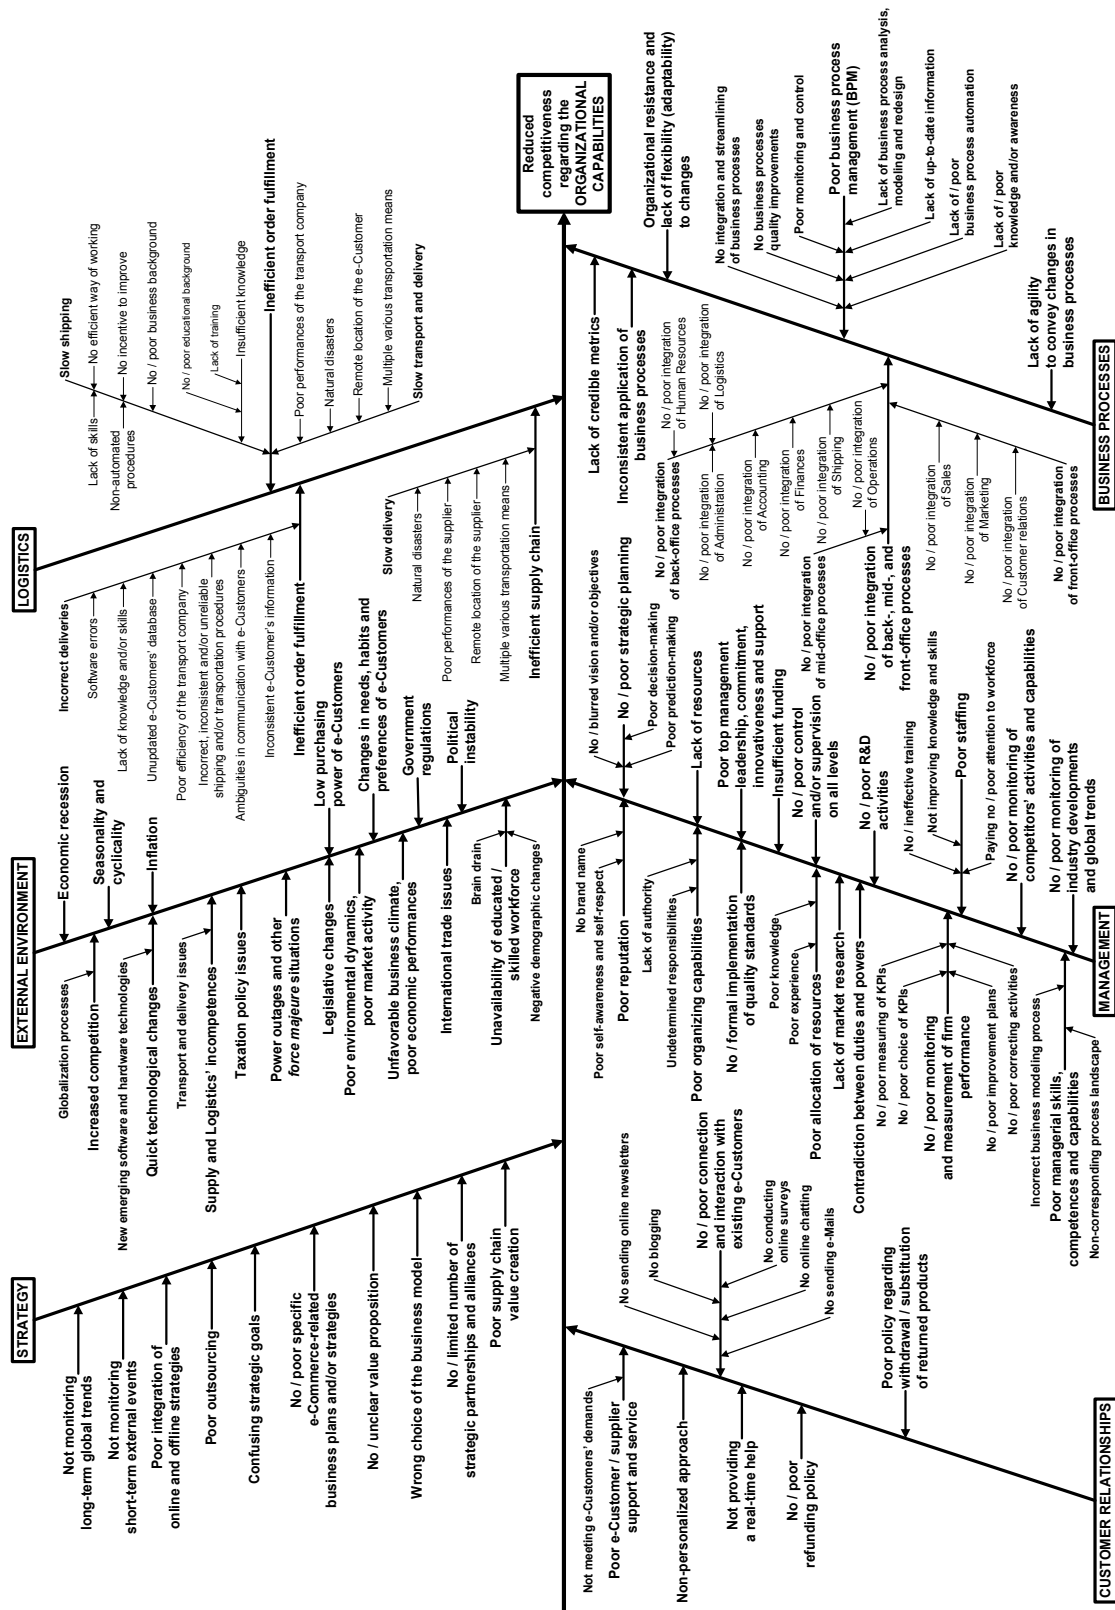 STRATEGY
Not monitoring
long-term global trends
Not monitoring
short-term external events
Poor integration of
online and offline strategies
Poor outsourcing
Confusing strategic goals
No / poor specific
e-Commerce-related
business plans and/or strategies
No / unclear value proposition
Wrong choice of the business model
No / limited number of
strategic partnerships and alliances
Poor supply chain
value creation
EXTERNAL ENVIRONMENT
Economic recession
Seasonality and
cyclicality
Inflation
Low purchasing
power of e-Customers
Changes in needs, habits and
preferences of e-Customers
Government
regulations
Political
instability
Globalization processes
Increased competition
New emerging software and hardware technologies
Quick technological changes
Transport and delivery issues
Supply and Logistics' incompetences
Taxation policy issues
Power outages and other
force majeure situations
Legislative changes
Poor environmental dynamics,
poor market activity
Unfavorable business climate,
poor economic performances
International trade issues
Brain drain
Unavailability of educated /
skilled workforce
Negative demographic changes
LOGISTICS
Incorrect deliveries
Software errors
Lack of knowledge and/or skills
Unupdated e-Customers' database
Poor efficiency of the transport company
Incorrect, inconsistent and/or unreliable
shipping and/or transportation procedures
Ambiguities in communication with e-Customers
Inconsistent e-Customer's information
Inefficient order fulfillment
Slow delivery
Natural disasters
Poor performances of the supplier
Remote location of the supplier
Multiple various transportation means
Inefficient supply chain
Slow shipping
Lack of skills
No efficient way of working
Non-automated
procedures
No incentive to improve
No / poor business background
No / poor educational background
Lack of training
Insufficient knowledge
Inefficient order fulfillment
Poor performances of the transport company
Natural disasters
Remote location of the e-Customer
Multiple various transportation means
Slow transport and delivery
Reduced
competitiveness
regarding the
ORGANIZATIONAL
CAPABILITIES
CUSTOMER RELATIONSHIPS
Not meeting e-Customers' demands
Poor e-Customer / supplier
support and service
Non-personalized approach
Not providing
a real-time help
No / poor
refunding policy
No sending online newsletters
No blogging
No / poor connection
and interaction with
existing e-Customers
No conducting
online surveys
No online chatting
No sending e-Mails
Poor policy regarding
withdrawal / substitution
of returned products
MANAGEMENT
No brand name
Poor self-awareness and self-respect
Poor reputation
Lack of authority
Undetermined responsibilities
Poor organizing capabilities
No / formal implementation
of quality standards
Poor knowledge
Poor experience
Poor allocation of resources
Lack of market research
Contradiction between duties and powers
No / poor measuring of KPIs
No / poor choice of KPIs
No / poor monitoring
and measurement of firm
performance
No / poor improvement plans
No / poor correcting activities
Incorrect business modeling process
Poor managerial skills,
competences and capabilities
Non-corresponding process landscape
No / blurred vision and/or objectives
No / poor strategic planning
Poor decision-making
Poor prediction-making
Lack of resources
Poor top management
leadership, commitment,
innovativeness and support
Insufficient funding
No / poor control
and/or supervision
on all levels
No / poor R&D
activities
No / ineffective training
Not improving knowledge and skills
Poor staffing
Paying no / poor attention to workforce
No / poor monitoring of
competitors' activities and capabilities
No / poor monitoring of
industry developments
and global trends
BUSINESS PROCESSES
Lack of credible metrics
Inconsistent application of
business processes
No / poor integration
of back-office processes
No / poor integration
of Human Resources
No / poor integration
of Administration
No / poor integration
of Logistics
No / poor integration
of Accounting
No / poor integration
of Finances
No / poor integration
of Shipping
No / poor integration
of mid-office processes
No / poor integration
of Operations
No / poor integration
of back-, mid-, and
front-office processes
No / poor integration
of Sales
No / poor integration
of Marketing
No / poor integration
of Customer relations
No / poor integration
of front-office processes
Organizational resistance and
lack of flexibility (adaptability)
to changes
No integration and streamlining
of business processes
No business processes
quality improvements
Poor monitoring and control
Poor business process
management (BPM)
Lack of business process analysis,
modeling and redesign
Lack of up-to-date information
Lack of / poor
business process automation
Lack of / poor
knowledge and/or awareness
Lack of agility
to convey changes in
business processes